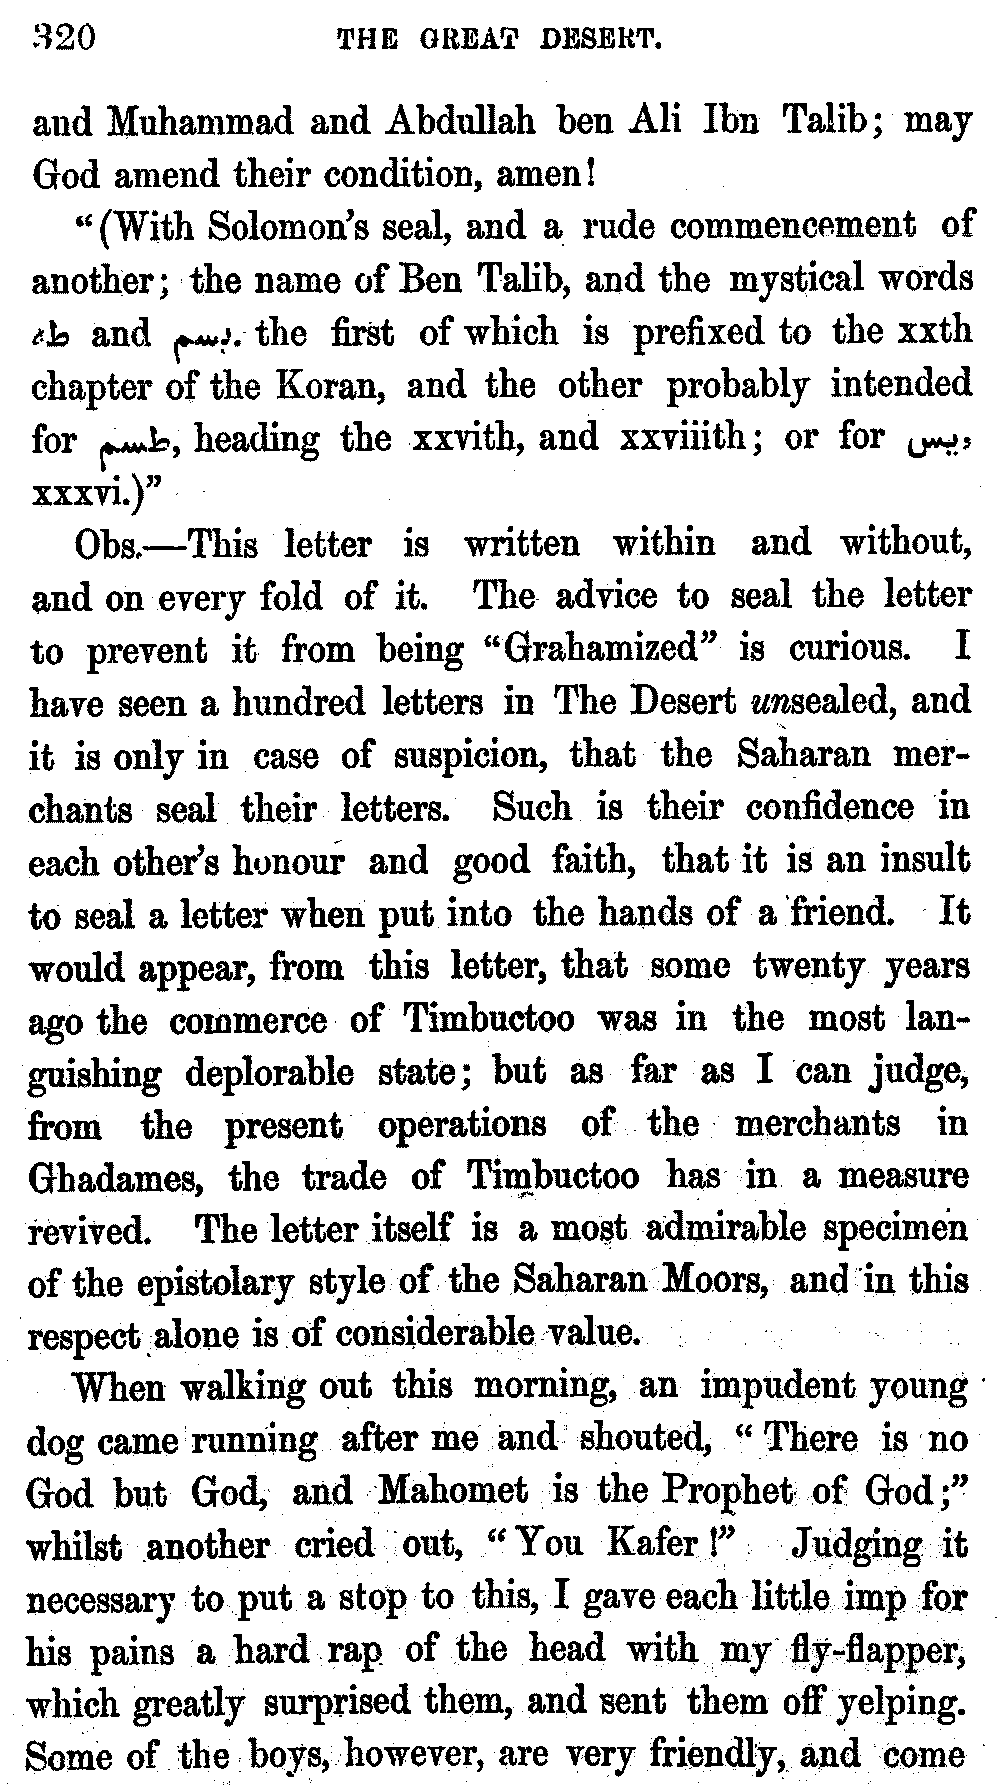 320 THE GREAT DESERT.
and Muhammad and Abdullah ben Ali Ibn Talib; may
God amend their condition, amen!
“(With Solomon’s seal, and a rude commencement of
another; the name of Ben Talib, and the mystical words
طه and يسم. the first of which is prefixed to the xxth
chapter of the Koran, and the other probably intended
for طسم, heading the xxvith, and xxviiith; or for يس,
xxxvi.)”
Obs.—This letter is written within and without,
and on every fold of it. The advice to seal the letter
to prevent it from being “Grahamized” is curious. I
have seen a hundred letters in The Desert unsealed, and
it is only in case of suspicion, that the Saharan mer-
chants seal their letters. Such is their confidence in
each other’s honour and good faith, that it is an insult
to seal a letter when put into the hands of a friend. It
would appear, from this letter, that some twenty years
ago the commerce of Timbuctoo was in the most lan-
guishing deplorable state; but as far as I can judge,
from the present operations of the merchants in
Ghadames, the trade of Timbuctoo has in a measure
revived. The letter itself is a most admirable specimen
of the epistolary style of the Saharan Moors, and in this
respect alone is of considerable value.
When walking out this morning, an impudent young
dog came running after me and shouted, “There is no
God but God, and Mahomet is the Prophet of God;”
whilst another cried out, “You Kafer!” Judging it
necessary to put a stop to this, I gave each little imp for
his pains a hard rap of the head with my fly-flapper,
which greatly surprised them, and sent them off yelping.
Some of the boys, however, are very friendly, and come